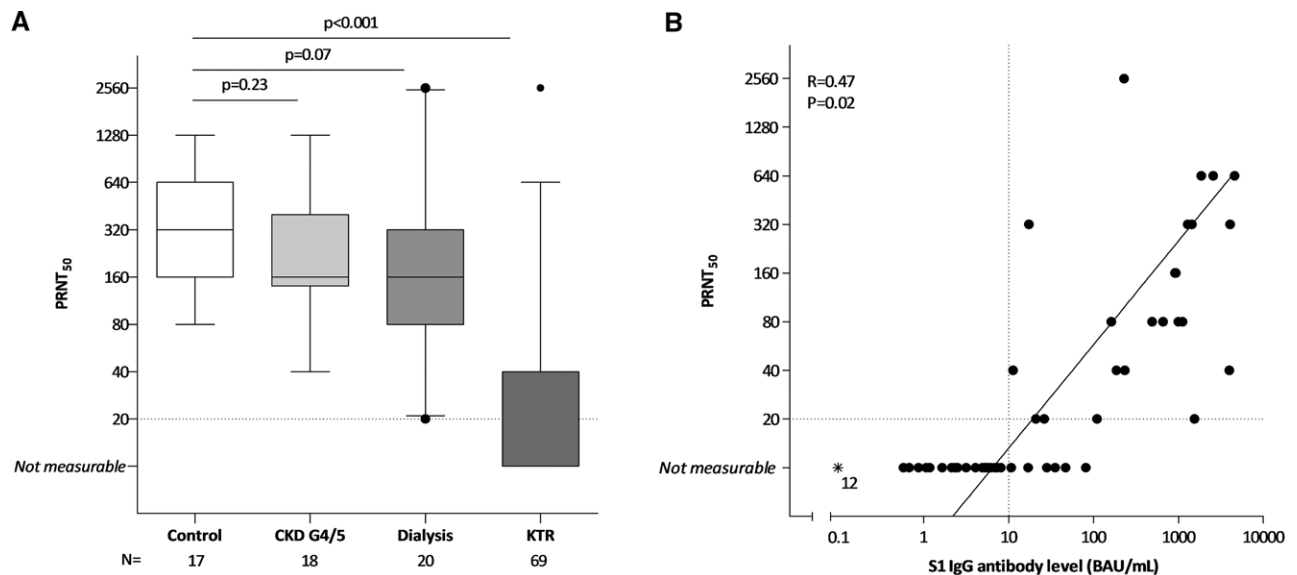 A
p<0.001
p=0.07
p=0.23
PRNT50
2560
1280
640
320
160
80
40
20
Not measurable
Control
CKD G4/5
Dialysis
KTR
N=
17
18
20
69
B
R=0.47
P=0.02
PRNT50
2560
1280
640
320
160
80
40
20
Not measurable
*
12
0.1
1
10
100
1000
10000
S1 IgG antibody level (BAU/mL)